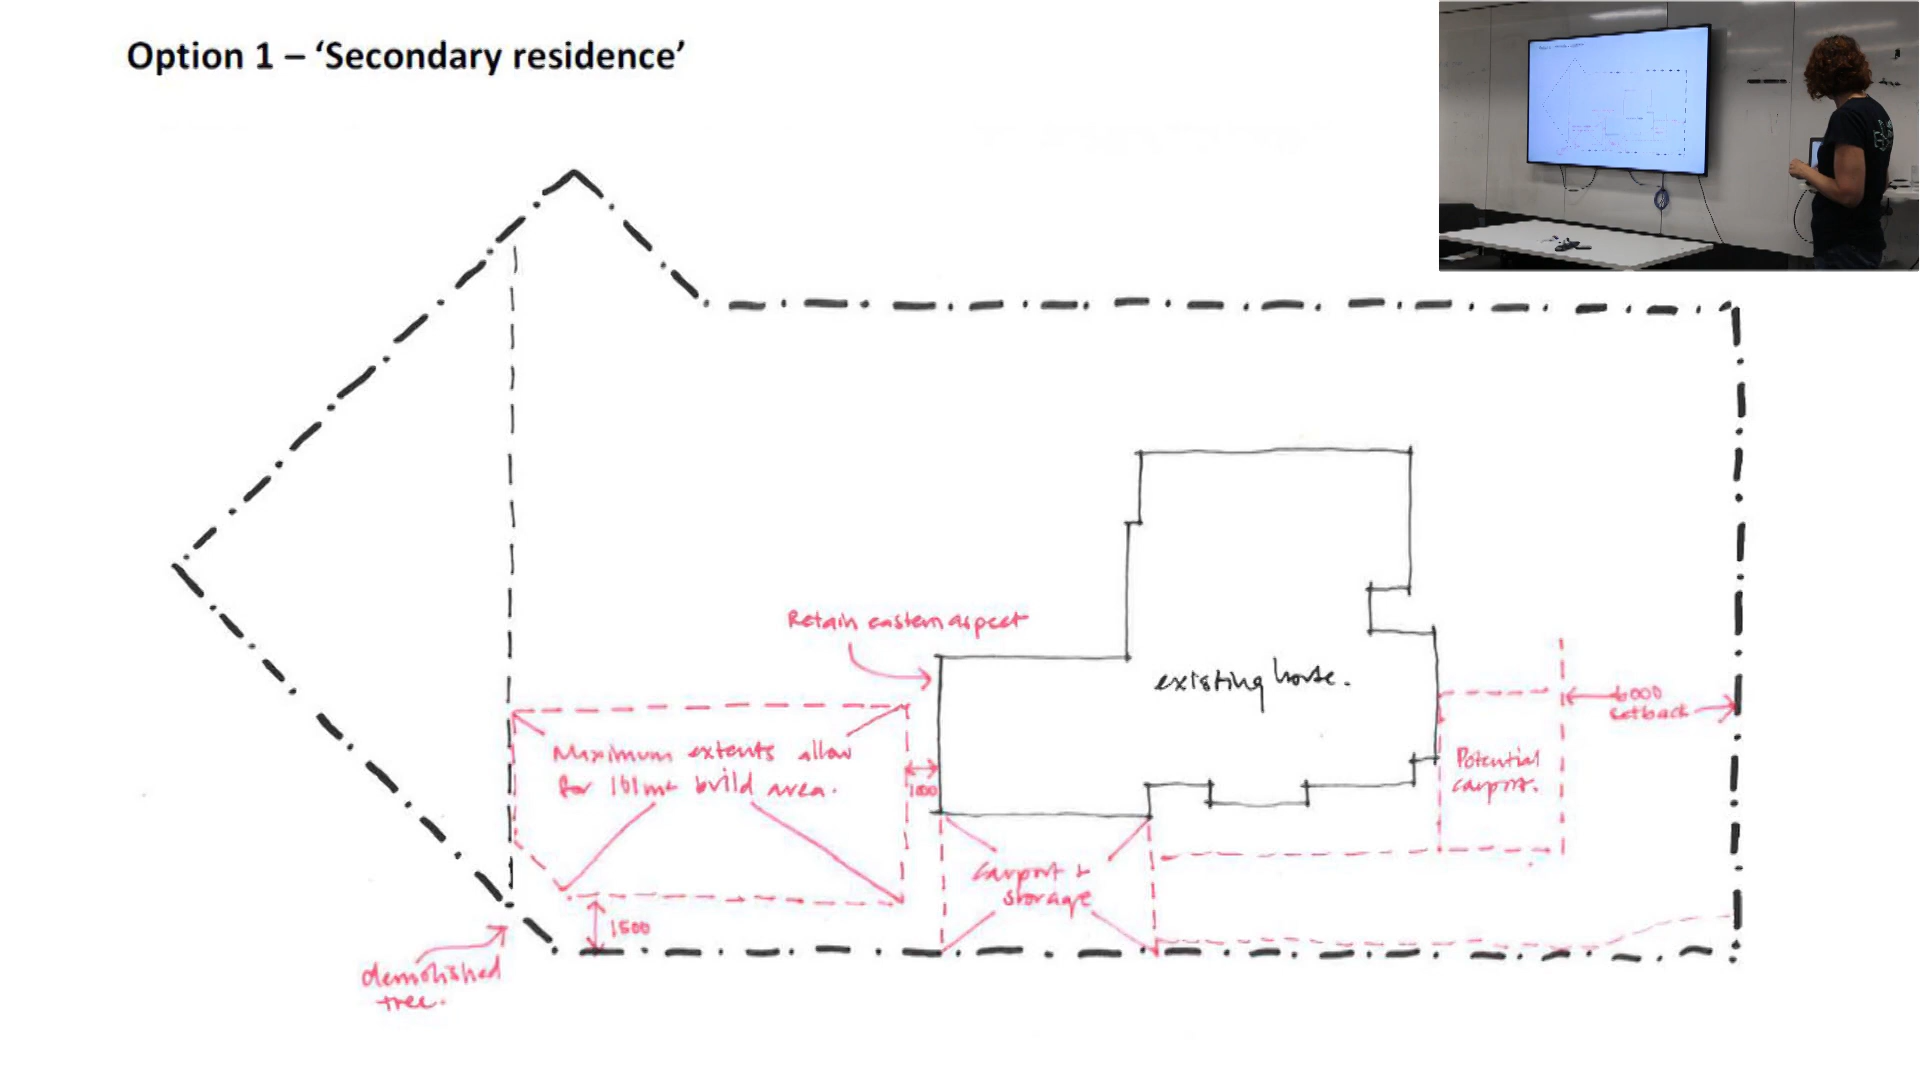 Option 1 – ‘Secondary residence’
Retain eastern aspect
existing house.
6000
setback
Maximum extents allow
for 101m² build area.
1800
Potential
carport.
carport +
storage
1500
demolished
tree.